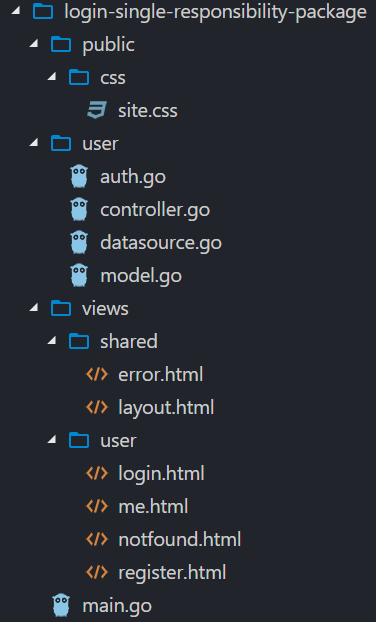 login-single-responsibility-package
public
css
site.css
user
auth.go
controller.go
datasource.go
model.go
views
shared
error.html
layout.html
user
login.html
me.html
notfound.html
register.html
main.go